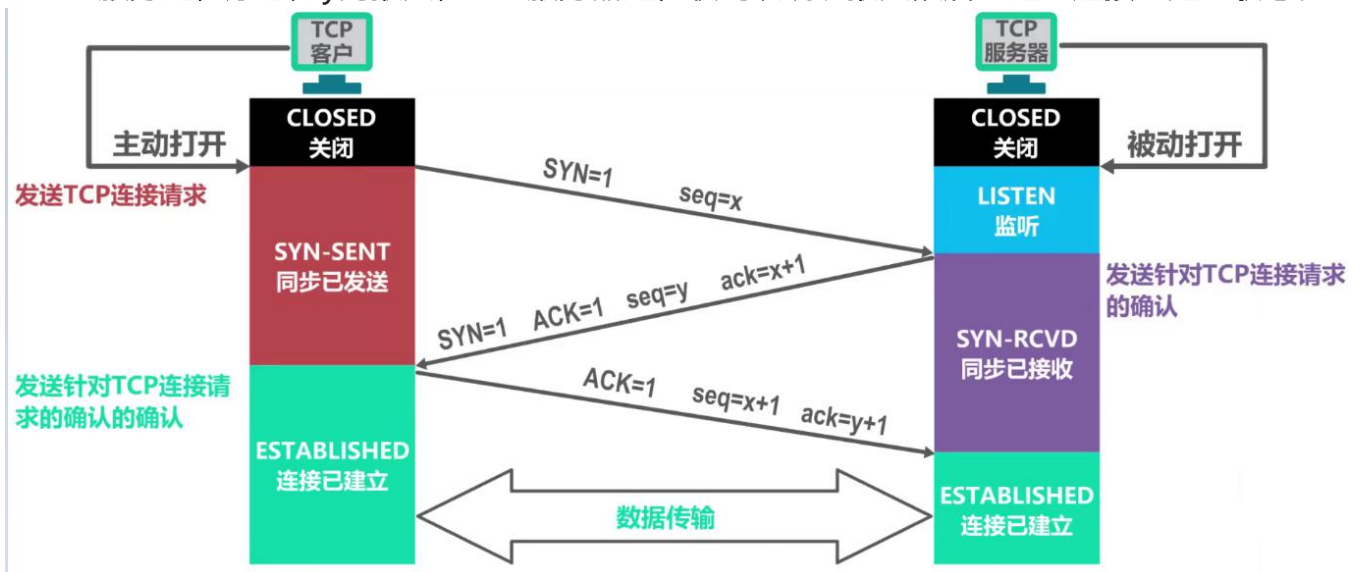 TCP
客户
TCP
服务器
CLOSED
关闭
CLOSED
关闭
主动打开
被动打开
发送TCP连接请求
SYN=1 seq=x
LISTEN
监听
SYN-SENT
同步已发送
SYN=1 ACK=1 seq=y ack=x+1
发送针对TCP连接请求
的确认
SYN-RCVD
同步已接收
发送针对TCP连接请
求的确认的确认
ACK=1 seq=x+1 ack=y+1
ESTABLISHED
连接已建立
数据传输
ESTABLISHED
连接已建立